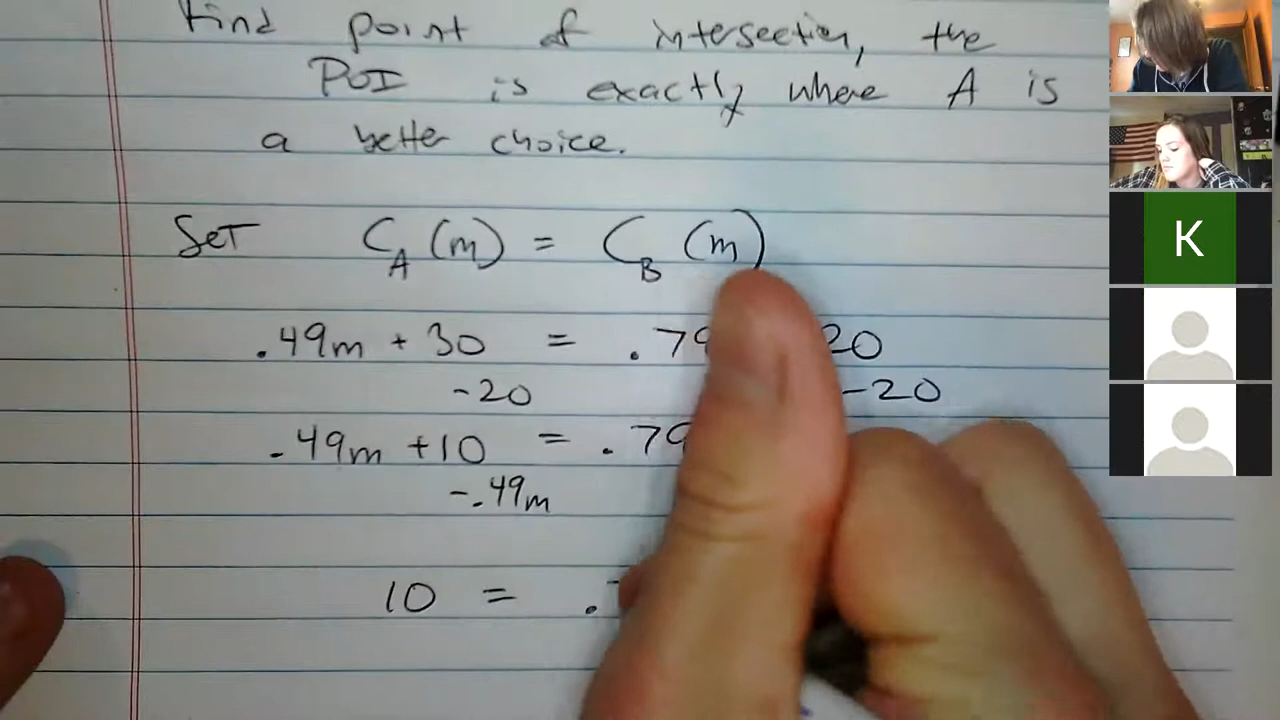 Find point of intersection, the
POI is exactly where A is
a better choice.
Set C_A (m) = C_B (m)
.49m + 30 = .79 20
-20 -20
.49m +10 = .79
-.49m
10 = .
K